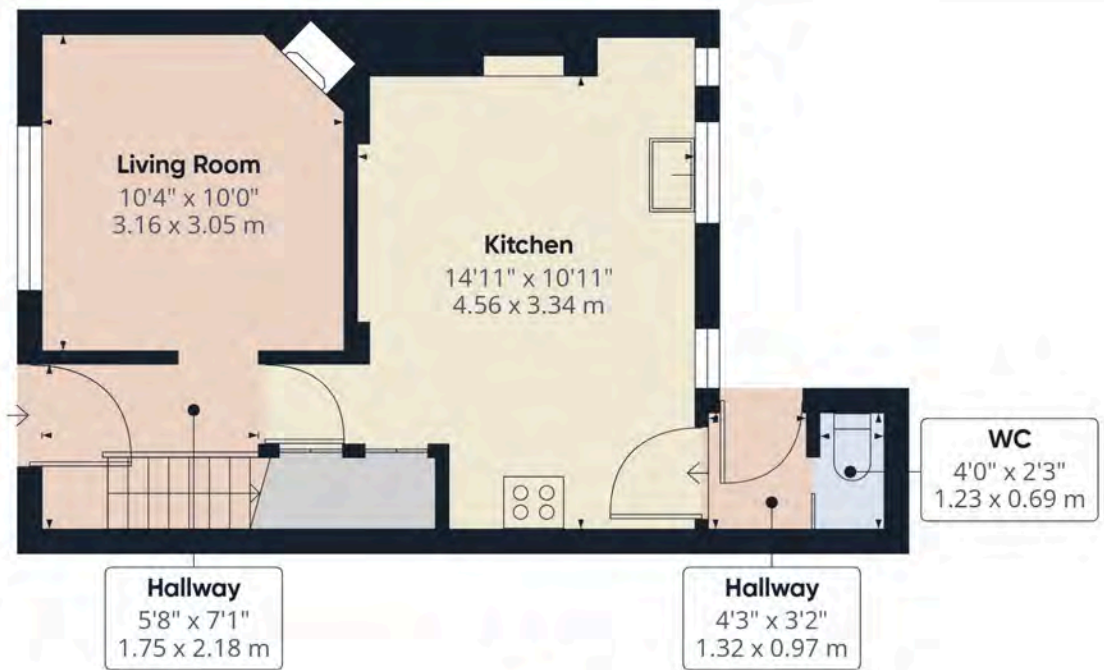 Living Room
10'4" x 10'0"
3.16 x 3.05 m
Kitchen
14'11" x 10'11"
4.56 x 3.34 m
WC
4'0" x 2'3"
1.23 x 0.69 m
Hallway
5'8" x 7'1"
1.75 x 2.18 m
Hallway
4'3" x 3'2"
1.32 x 0.97 m